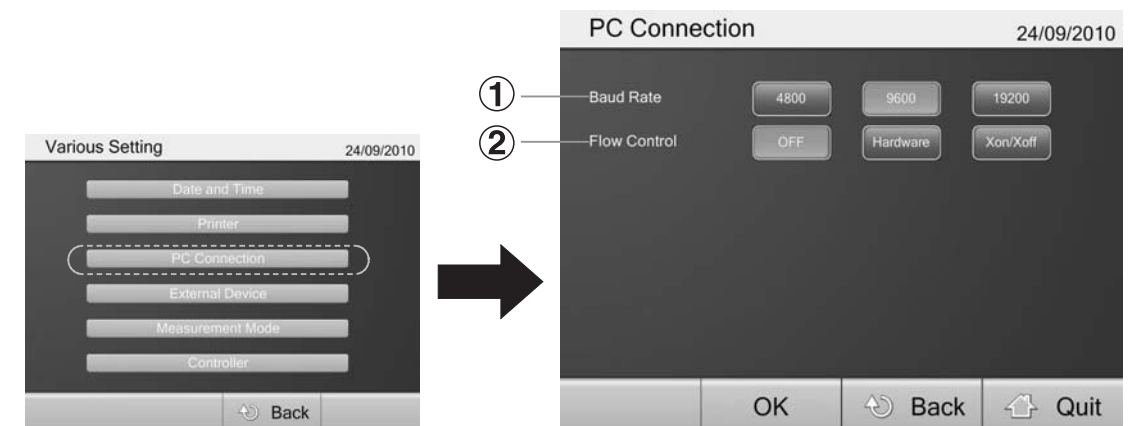 Various Setting 24/09/2010
Date and Time
Printer
PC Connection
External Device
Measurement Mode
Controller
Back
PC Connection 24/09/2010
① Baud Rate 4800 9600 19200
② Flow Control OFF Hardware Xon/Xoff
OK Back Quit